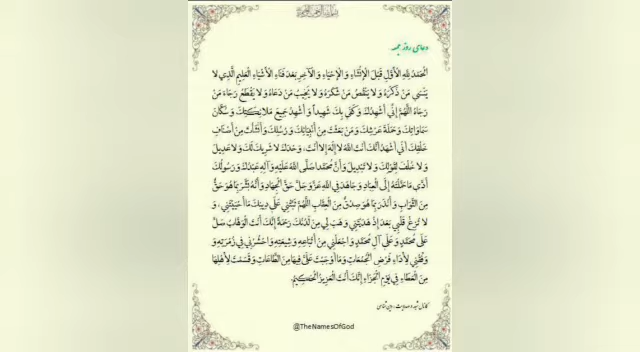 دعای روز جمعه
اَلْحَمْدُ لِلّٰهِ الْأَوَّلِ قَبْلَ الْإِنْشَاءِ وَ الْإِحْيَاءِ وَ الْآخِرِ بَعْدَ فَنَاءِ الْأَشْيَاءِ الْعَلِيمِ الَّذِي لَا
يَنْسَى مَنْ ذَكَرَهُ وَ لَا يَنْقُصُ مَنْ شَكَرَهُ وَ لَا يُخَيِّبُ مَنْ دَعَاهُ وَ لَا يَقْطَعُ رَجَاءَ مَنْ
رَجَاهُ اللَّهُمَّ إِنِّي أُشْهِدُكَ وَ كَفَى بِكَ شَهِيداً وَ أُشْهِدُ جَمِيعَ مَلَائِكَتِكَ وَ سُكَّانَ
سَمَاوَاتِكَ وَ حَمَلَةَ عَرْشِكَ وَ مَنْ بَعَثْتَ مِنْ أَنْبِيَائِكَ وَ رُسُلِكَ وَ أَنْشَأْتَ مِنْ أَصْنَافِ
خَلْقِكَ أَنِّي أَشْهَدُ أَنَّكَ أَنْتَ اللّٰهُ لَا إِلَهَ إِلَّا أَنْتَ، وَحْدَكَ لَا شَرِيكَ لَكَ وَ لَا عَدِيلَ
وَ لَا خُلْفَ لِقَوْلِكَ وَ لَا تَبْدِيلَ وَ أَنَّ مُحَمَّداً صَلَّى اللّٰهُ عَلَيْهِ وَ آلِهِ عَبْدُكَ وَ رَسُولُكَ
أَدَّى مَا حَمَّلْتَهُ إِلَى الْعِبَادِ وَ جَاهَدَ فِي اللّٰهِ عَزَّ وَ جَلَّ حَقَّ الْجِهَادِ وَ أَنَّهُ بَشَّرَ بِمَا هُوَ حَقٌّ
مِنَ الثَّوَابِ وَ أَنْذَرَ بِمَا هُوَ صِدْقٌ مِنَ الْعِقَابِ اللَّهُمَّ ثَبِّتْنِي عَلَى دِينِكَ مَا أَحْيَيْتَنِي ، وَ
لَا تُزِغْ قَلْبِي بَعْدَ إِذْ هَدَيْتَنِي وَ هَبْ لِي مِنْ لَدُنْكَ رَحْمَةً إِنَّكَ أَنْتَ الْوَهَّابُ صَلِّ
عَلَى مُحَمَّدٍ وَ عَلَى آلِ مُحَمَّدٍ وَ اجْعَلْنِي مِنْ أَتْبَاعِهِ وَ شِيعَتِهِ وَ احْشُرْنِي فِي زُمْرَتِهِ وَ
وَفِّقْنِي لِأَدَاءِ فَرْضِ الْجُمُعَاتِ وَ مَا أَوْجَبْتَ عَلَيَّ فِيهَا مِنَ الطَّاعَاتِ وَ قَسَمْتَ لِأَهْلِهَا
مِنَ الْعَطَاءِ فِي يَوْمِ الْجَزَاءِ إِنَّكَ أَنْتَ الْعَزِيزُ الْحَكِيمُ.
@TheNamesOfGod